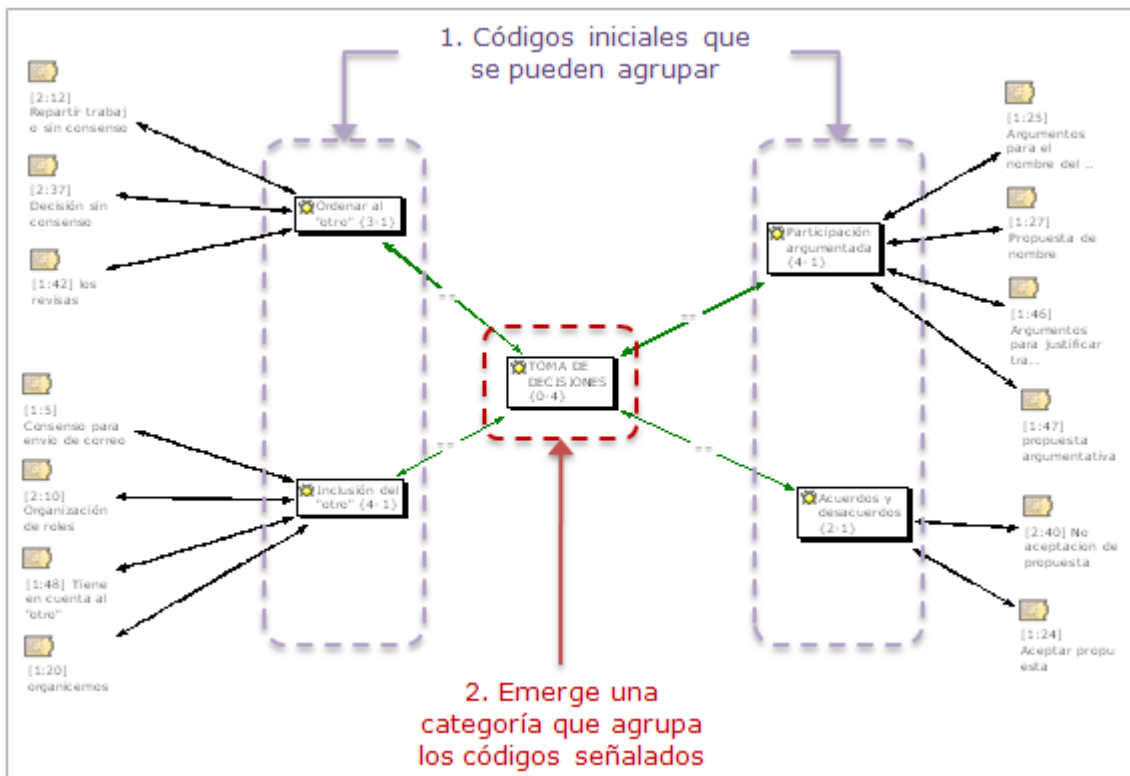 1. Códigos iniciales que
se pueden agrupar
[2:12]
Repartir trabaj
o sin consenso
[2:37]
Decisión sin
consenso
[1:42] los
revisas
Ordenar al
"otro" {3-1}
[1:5]
Consenso para
envío de correo
[2:10]
Organización
de roles
[1:48] Tiene
en cuenta al
"otro"
[1:20]
organicemos
Inclusión del
"otro" {4-1}
~~
~~
TOMA DE
DECISIONES
{0-4}
~~
~~
Participación
argumentada
{4-1}
[1:25]
Argumentos
para el
nombre del ..
[1:27]
Propuesta de
nombre
[1:46]
Argumentos
para justificar
tra..
[1:47]
propuesta
argumentativa
Acuerdos y
desacuerdos
{2-1}
[2:40] No
aceptacion de
propuesta
[1:24]
Aceptar propu
esta
2. Emerge una
categoría que agrupa
los códigos señalados